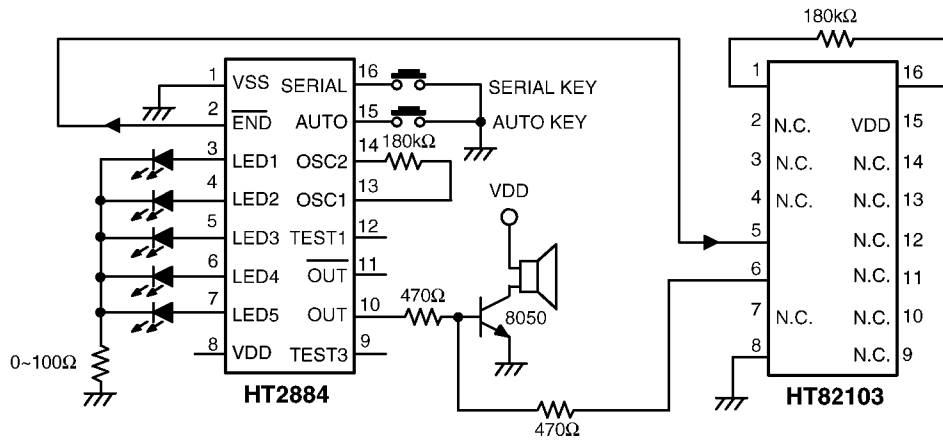 180kΩ
1 VSS SERIAL 16 SERIAL KEY
2 END AUTO 15 AUTO KEY
3 LED1 OSC2 14 180kΩ
4 LED2 OSC1 13
5 LED3 TEST1 12
6 LED4 OUT 11
7 LED5 OUT 10 470Ω
8 VDD TEST3 9
0~100Ω
HT2884
VDD
8050
470Ω
1 16
2 N.C. VDD 15
3 N.C. N.C. 14
4 N.C. N.C. 13
5 N.C. 12
6 N.C. 11
7 N.C. N.C. 10
8 N.C. 9
HT82103